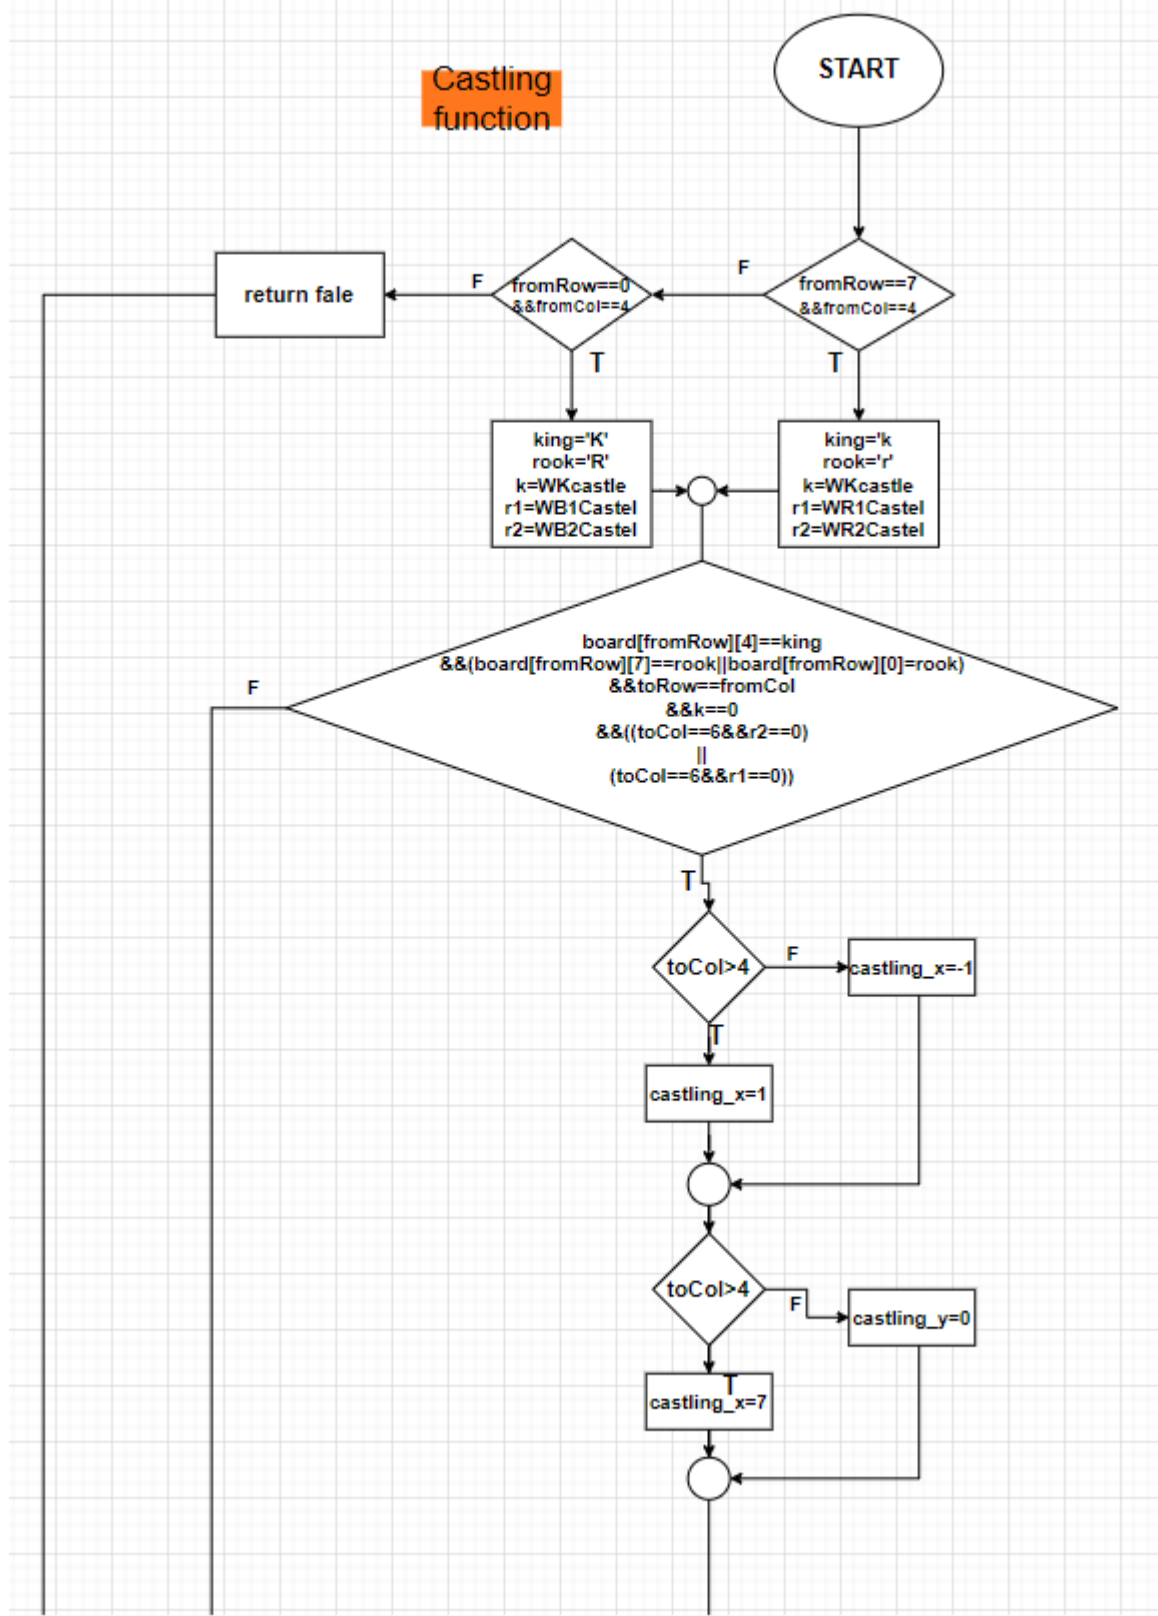 Castling
function
START
fromRow==7
&&fromCol==4
F
T
fromRow==0
&&fromCol==4
F
T
return fale
king='K'
rook='R'
k=WKcastle
r1=WB1Castel
r2=WB2Castel
king='k
rook='r'
k=WKcastle
r1=WR1Castel
r2=WR2Castel
board[fromRow][4]==king
&&(board[fromRow][7]==rook||board[fromRow][0]=rook)
&&toRow==fromCol
&&k==0
&&((toCol==6&&r2==0)
||
(toCol==6&&r1==0))
F
T
toCol>4
F
castling_x=-1
T
castling_x=1
toCol>4
F
castling_y=0
T
castling_x=7